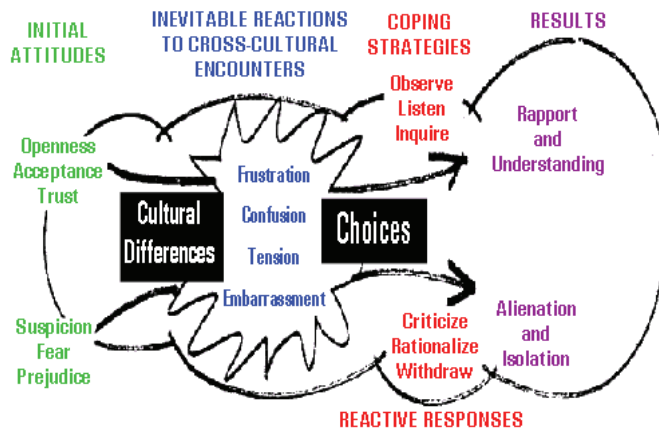 INITIAL
ATTITUDES
INEVITABLE REACTIONS
TO CROSS-CULTURAL
ENCOUNTERS
COPING
STRATEGIES
RESULTS
Openness
Acceptance
Trust
Suspicion
Fear
Prejudice
Cultural
Differences
Frustration
Confusion
Tension
Embarrassment
Choices
Observe
Listen
Inquire
Rapport
and
Understanding
Criticize
Rationalize
Withdraw
Alienation
and
Isolation
REACTIVE RESPONSES